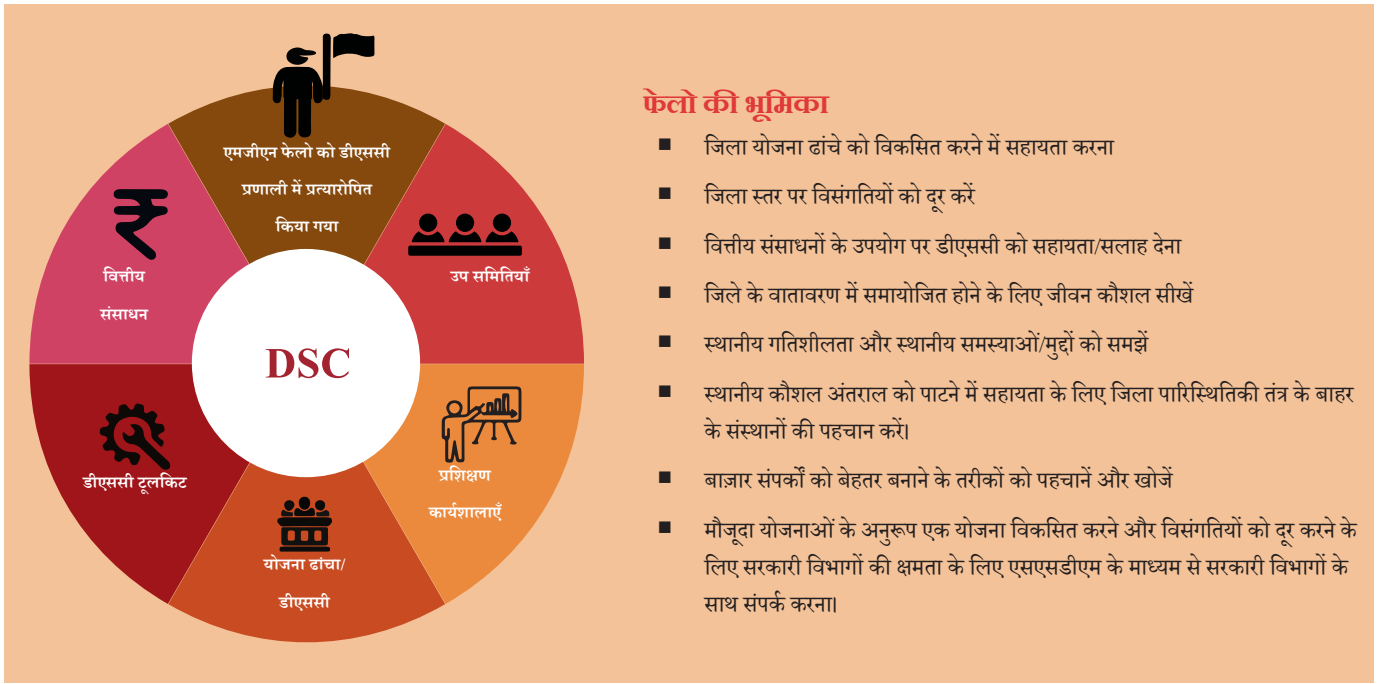 एमजीएन फेलो को डीएससी
प्रणाली में प्रत्यारोपित
किया गया
उप समितियाँ
प्रशिक्षण
कार्यशालाएँ
योजना ढांचा/
डीएससी
डीएससी टूलकिट
वित्तीय
संसाधन
DSC
फेलो की भूमिका
■ जिला योजना ढांचे को विकसित करने में सहायता करना
■ जिला स्तर पर विसंगतियों को दूर करें
■ वित्तीय संसाधनों के उपयोग पर डीएससी को सहायता/सलाह देना
■ जिले के वातावरण में समायोजित होने के लिए जीवन कौशल सीखें
■ स्थानीय गतिशीलता और स्थानीय समस्याओं/मुद्दों को समझें
■ स्थानीय कौशल अंतराल को पाटने में सहायता के लिए जिला पारिस्थितिकी तंत्र के बाहर
के संस्थानों की पहचान करें।
■ बाज़ार संपर्कों को बेहतर बनाने के तरीकों को पहचानें और खोजें
■ मौजूदा योजनाओं के अनुरूप एक योजना विकसित करने और विसंगतियों को दूर करने के
लिए सरकारी विभागों की क्षमता के लिए एसएसडीएम के माध्यम से सरकारी विभागों के
साथ संपर्क करना।